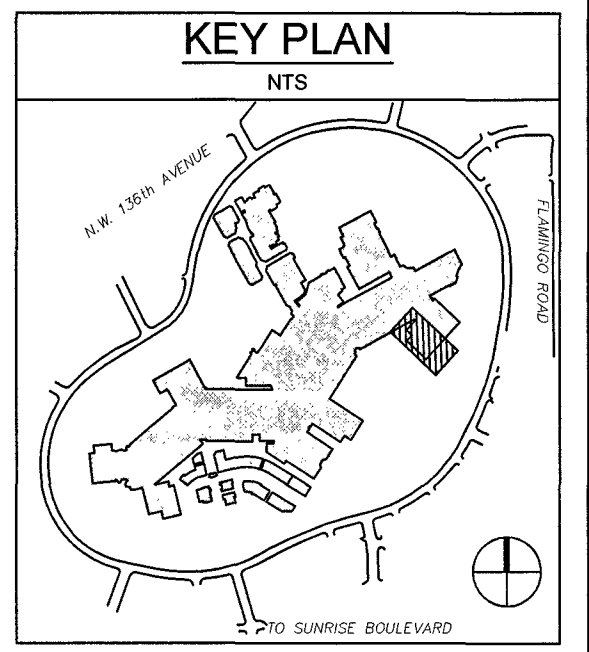 KEY PLAN
NTS
N.W. 136th AVENUE
FLAMINGO ROAD
TO SUNRISE BOULEVARD